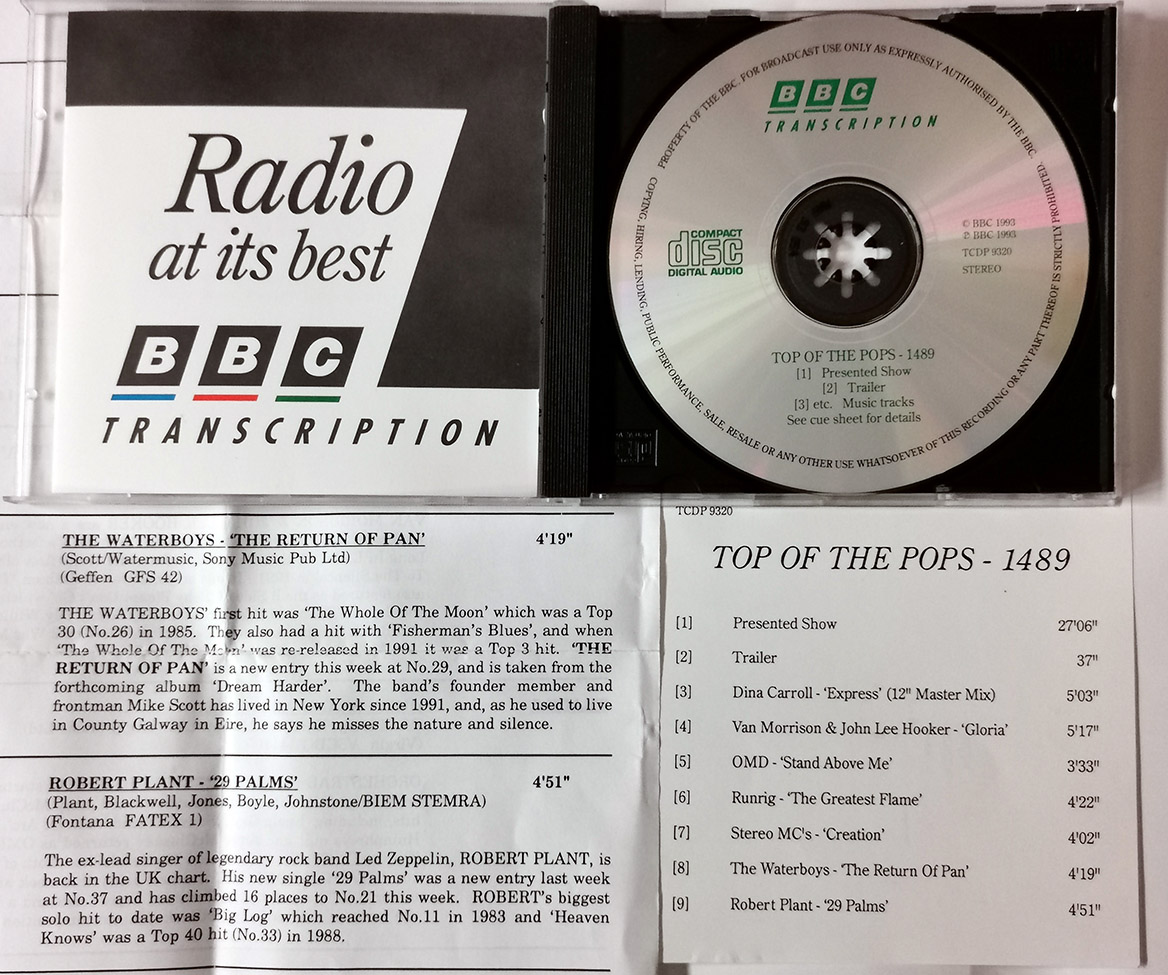 Radio
at its best
BBC
TRANSCRIPTION
PROPERTY OF THE BBC. FOR BROADCAST USE ONLY AS EXPRESSLY AUTHORISED BY THE BBC.
COPYING, HIRING, LENDING, PUBLIC PERFORMANCE, SALE, RESALE OR ANY OTHER USE WHATSOEVER OF THIS RECORDING OR ANY PART THEREOF IS STRICTLY PROHIBITED.
BBC
TRANSCRIPTION
COMPACT
disc
DIGITAL AUDIO
© BBC 1993
℗ BBC 1993
TCDP 9320
STEREO
TOP OF THE POPS - 1489
[1] Presented Show
[2] Trailer
[3] etc. Music tracks
See cue sheet for details
THE WATERBOYS - 'THE RETURN OF PAN' 4'19"
(Scott/Watermusic, Sony Music Pub Ltd)
(Geffen GFS 42)
THE WATERBOYS' first hit was 'The Whole Of The Moon' which was a Top
30 (No.26) in 1985. They also had a hit with 'Fisherman's Blues', and when
'The Whole Of The Moon' was re-released in 1991 it was a Top 3 hit. 'THE
RETURN OF PAN' is a new entry this week at No.29, and is taken from the
forthcoming album 'Dream Harder'. The band's founder member and
frontman Mike Scott has lived in New York since 1991, and, as he used to live
in County Galway in Eire, he says he misses the nature and silence.
ROBERT PLANT - '29 PALMS' 4'51"
(Plant, Blackwell, Jones, Boyle, Johnstone/BIEM STEMRA)
(Fontana FATEX 1)
The ex-lead singer of legendary rock band Led Zeppelin, ROBERT PLANT, is
back in the UK chart. His new single '29 Palms' was a new entry last week
at No.37 and has climbed 16 places to No.21 this week. ROBERT's biggest
solo hit to date was 'Big Log' which reached No.11 in 1983 and 'Heaven
Knows' was a Top 40 hit (No.33) in 1988.
TCDP 9320
TOP OF THE POPS - 1489
[1] Presented Show 27'06"
[2] Trailer 37"
[3] Dina Carroll - 'Express' (12" Master Mix) 5'03"
[4] Van Morrison & John Lee Hooker - 'Gloria' 5'17"
[5] OMD - 'Stand Above Me' 3'33"
[6] Runrig - 'The Greatest Flame' 4'22"
[7] Stereo MC's - 'Creation' 4'02"
[8] The Waterboys - 'The Return Of Pan' 4'19"
[9] Robert Plant - '29 Palms' 4'51"